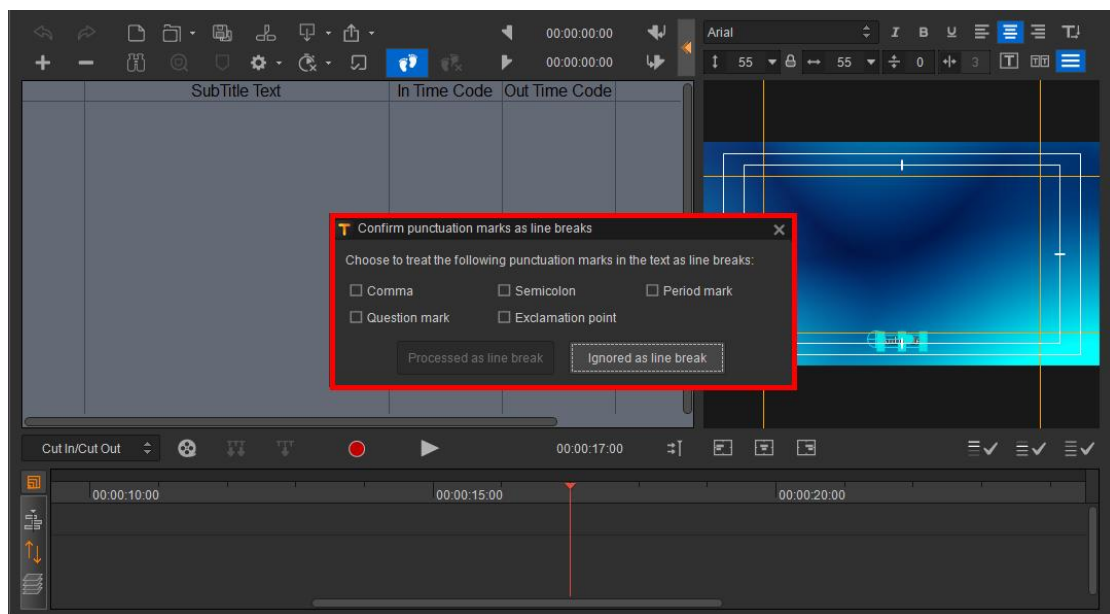 00:00:00:00
00:00:00:00
Arial
I B U
55 55 0 3
T TT
SubTitle Text In Time Code Out Time Code
T Confirm punctuation marks as line breaks
Choose to treat the following punctuation marks in the text as line breaks:
Comma Semicolon Period mark
Question mark Exclamation point
Processed as line break Ignored as line break
Cut In/Cut Out 00:00:17:00
00:00:10:00 00:00:15:00 00:00:20:00